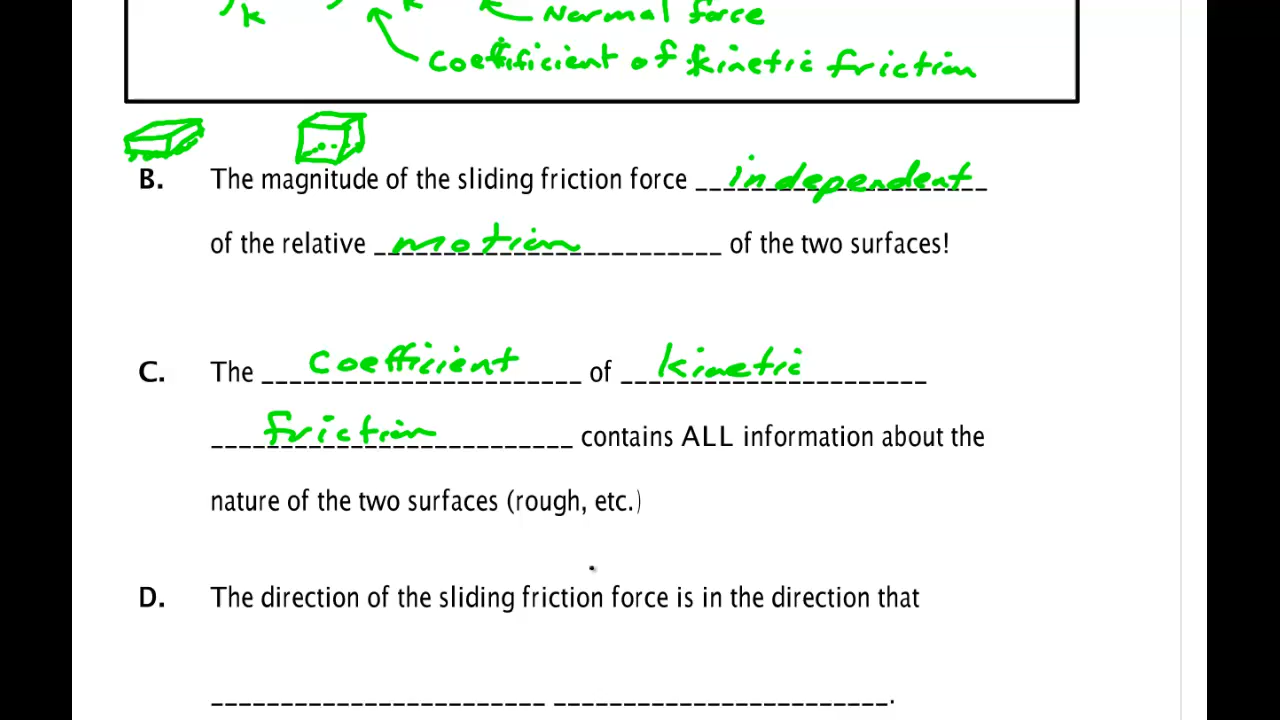 k k Normal force
Coefficient of kinetic friction
B. The magnitude of the sliding friction force independent
of the relative motion of the two surfaces!
C. The coefficient of kinetic
friction contains ALL information about the
nature of the two surfaces (rough, etc.)
D. The direction of the sliding friction force is in the direction that